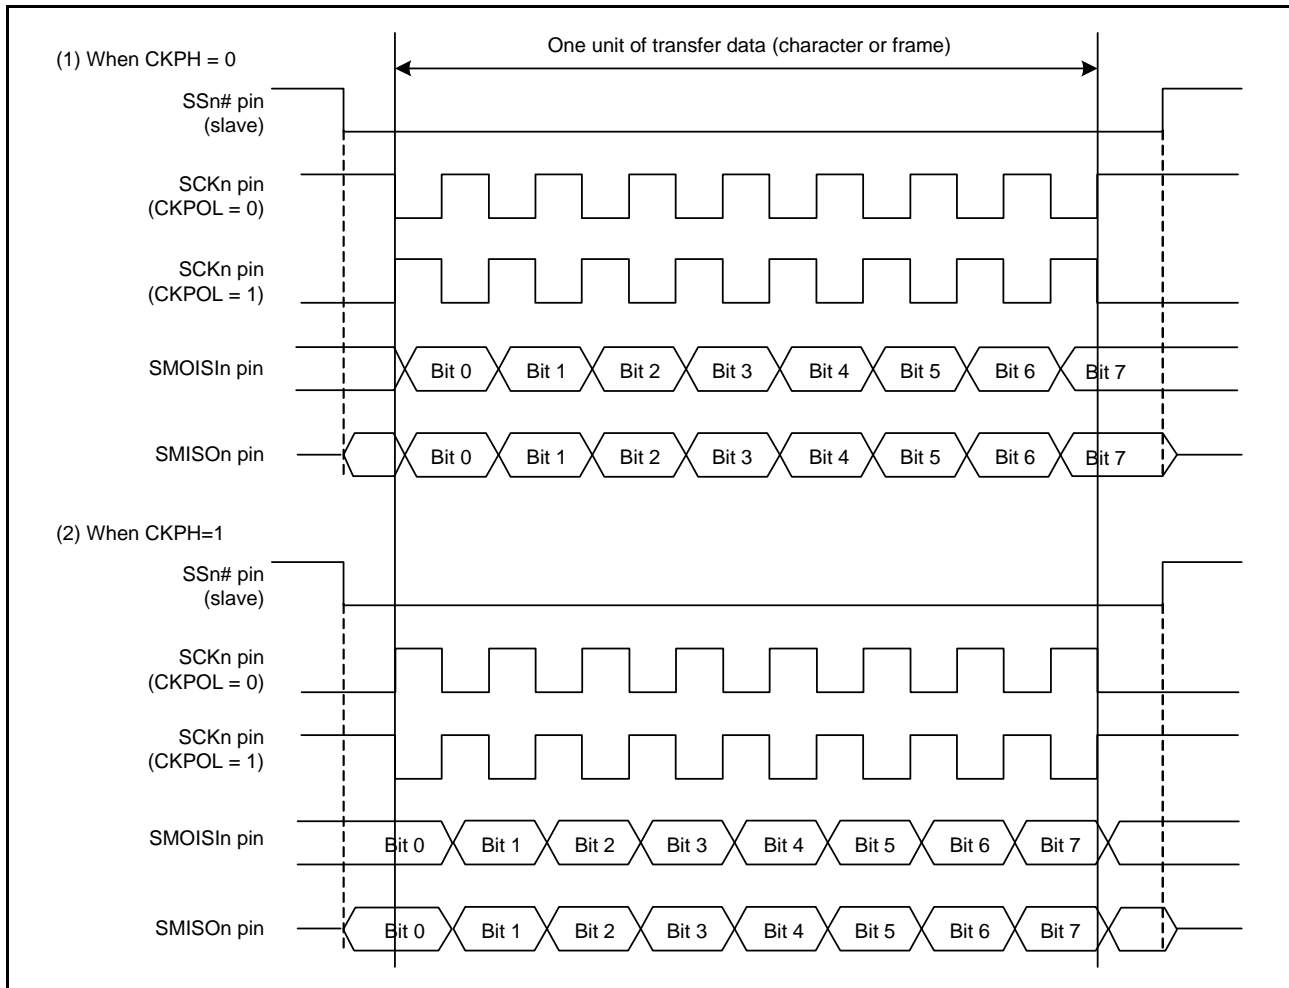 One unit of transfer data (character or frame)
(1) When CKPH = 0
SSn# pin
(slave)
SCKn pin
(CKPOL = 0)
SCKn pin
(CKPOL = 1)
SMOISIn pin
Bit 0 Bit 1 Bit 2 Bit 3 Bit 4 Bit 5 Bit 6 Bit 7
SMISOn pin
Bit 0 Bit 1 Bit 2 Bit 3 Bit 4 Bit 5 Bit 6 Bit 7
(2) When CKPH=1
SSn# pin
(slave)
SCKn pin
(CKPOL = 0)
SCKn pin
(CKPOL = 1)
SMOISIn pin
Bit 0 Bit 1 Bit 2 Bit 3 Bit 4 Bit 5 Bit 6 Bit 7
SMISOn pin
Bit 0 Bit 1 Bit 2 Bit 3 Bit 4 Bit 5 Bit 6 Bit 7